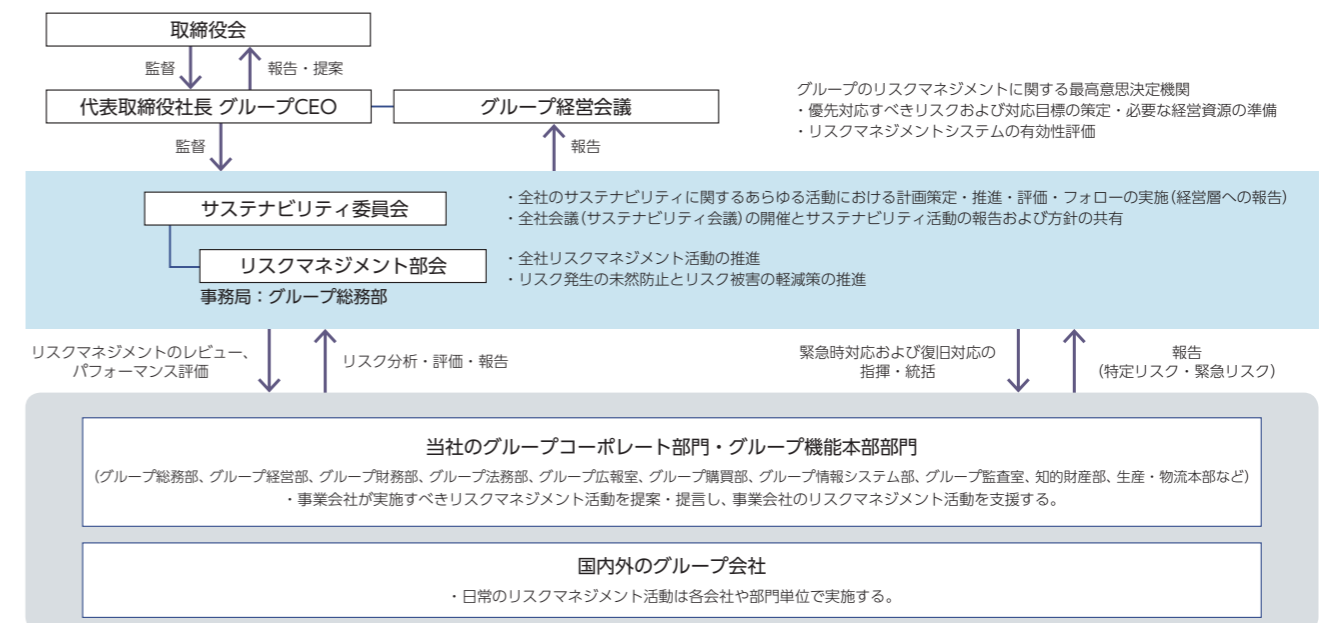 取締役会
監督
報告・提案
代表取締役社長 グループCEO
グループ経営会議
グループのリスクマネジメントに関する最高意思決定機関
・優先対応すべきリスクおよび対応目標の策定・必要な経営資源の準備
・リスクマネジメントシステムの有効性評価
監督
報告
サステナビリティ委員会
・全社のサステナビリティに関するあらゆる活動における計画策定・推進・評価・フォローの実施(経営層への報告)
・全社会議(サステナビリティ会議)の開催とサステナビリティ活動の報告および方針の共有
リスクマネジメント部会
・全社リスクマネジメント活動の推進
・リスク発生の未然防止とリスク被害の軽減策の推進
事務局：グループ総務部
リスクマネジメントのレビュー、
パフォーマンス評価
リスク分析・評価・報告
緊急時対応および復旧対応の
指揮・統括
報告
(特定リスク・緊急リスク)
当社のグループコーポレート部門・グループ機能本部部門
(グループ総務部、グループ経営部、グループ財務部、グループ法務部、グループ広報室、グループ購買部、グループ情報システム部、グループ監査室、知的財産部、生産・物流本部など)
・事業会社が実施すべきリスクマネジメント活動を提案・提言し、事業会社のリスクマネジメント活動を支援する。
国内外のグループ会社
・日常のリスクマネジメント活動は各会社や部門単位で実施する。